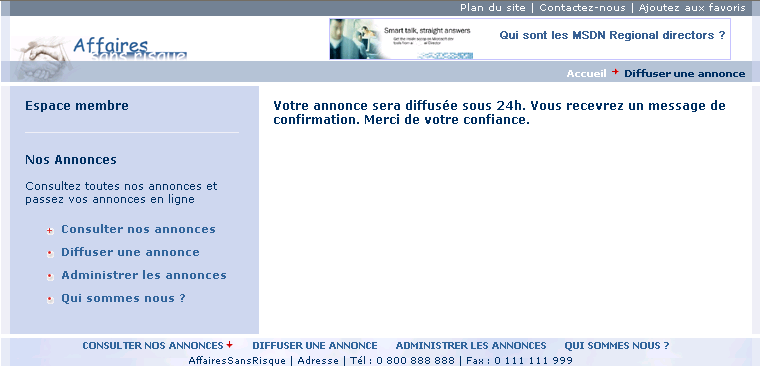 Plan du site | Contactez-nous | Ajoutez aux favoris
Affaires
sans risque
Smart talk, straight answers
Qui sont les MSDN Regional directors ?
Accueil Diffuser une annonce
Espace membre
Votre annonce sera diffusée sous 24h. Vous recevrez un message de
confirmation. Merci de votre confiance.
Nos Annonces
Consultez toutes nos annonces et
passez vos annonces en ligne
Consulter nos annonces
Diffuser une annonce
Administrer les annonces
Qui sommes nous ?
CONSULTER NOS ANNONCES DIFFUSER UNE ANNONCE ADMINISTRER LES ANNONCES QUI SOMMES NOUS ?
AffairesSansRisque | Adresse | Tél : 0 800 888 888 | Fax : 0 111 111 999